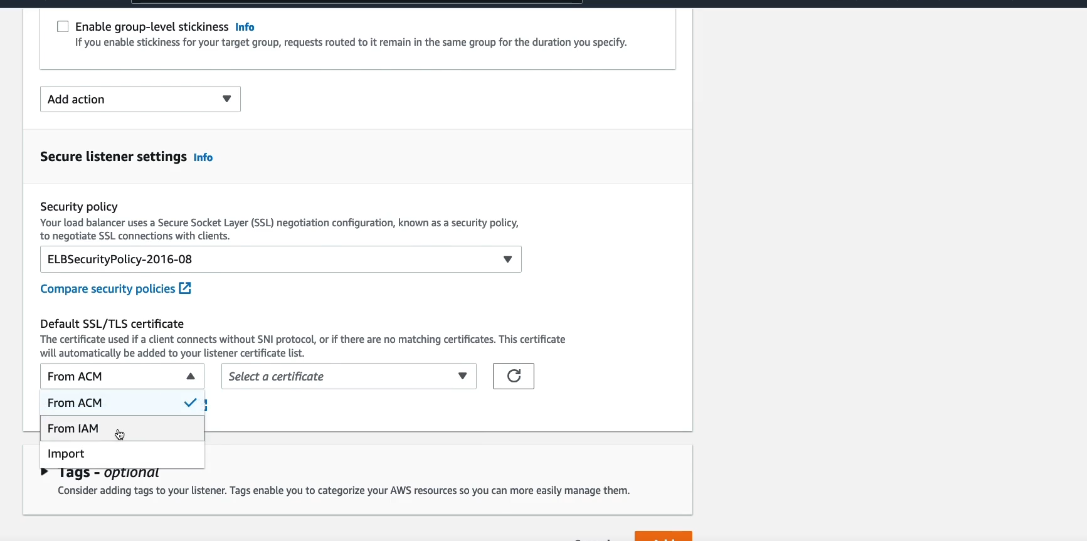 Enable group-level stickiness Info
If you enable stickiness for your target group, requests routed to it remain in the same group for the duration you specify.
Add action
Secure listener settings Info
Security policy
Your load balancer uses a Secure Socket Layer (SSL) negotiation configuration, known as a security policy,
to negotiate SSL connections with clients.
ELBSecurityPolicy-2016-08
Compare security policies
Default SSL/TLS certificate
The certificate used if a client connects without SNI protocol, or if there are no matching certificates. This certificate
will automatically be added to your listener certificate list.
From ACM
Select a certificate
From ACM
From IAM
Import
Tags - optional
Consider adding tags to your listener. Tags enable you to categorize your AWS resources so you can more easily manage them.